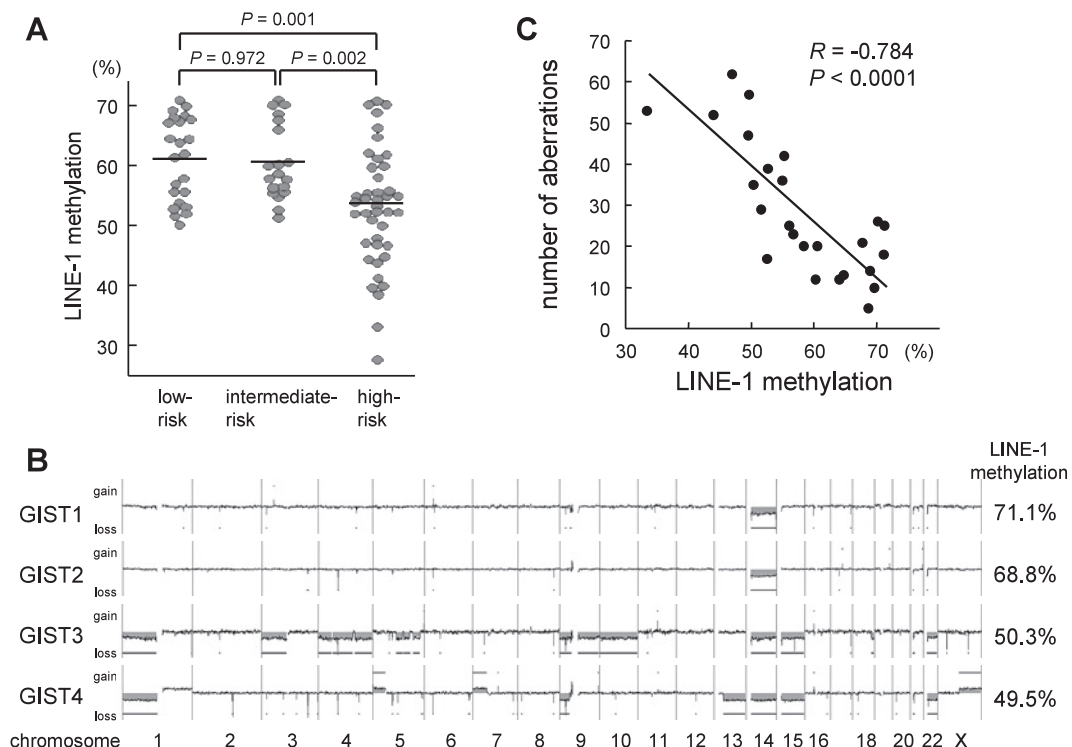 A
P = 0.001
P = 0.972
P = 0.002
(%)
70
60
50
40
30
LINE-1 methylation
low-risk
intermediate-risk
high-risk
C
R = -0.784
P < 0.0001
70
60
50
40
30
20
10
0
number of aberrations
30 40 50 60 70 (%)
LINE-1 methylation
B
LINE-1
methylation
gain
GIST1 71.1%
loss
gain
GIST2 68.8%
loss
gain
GIST3 50.3%
loss
gain
GIST4 49.5%
loss
chromosome 1 2 3 4 5 6 7 8 9 10 11 12 13 14 15 16 18 20 22 X